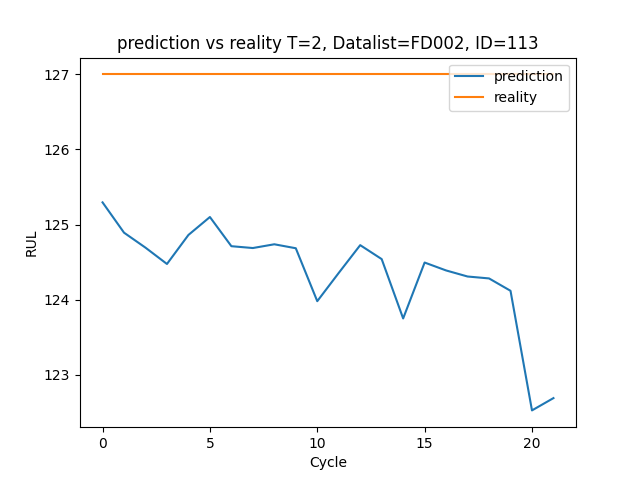 prediction vs reality T=2, Datalist=FD002, ID=113
127
126
125
124
123
RUL
0
5
10
15
20
Cycle
prediction
reality